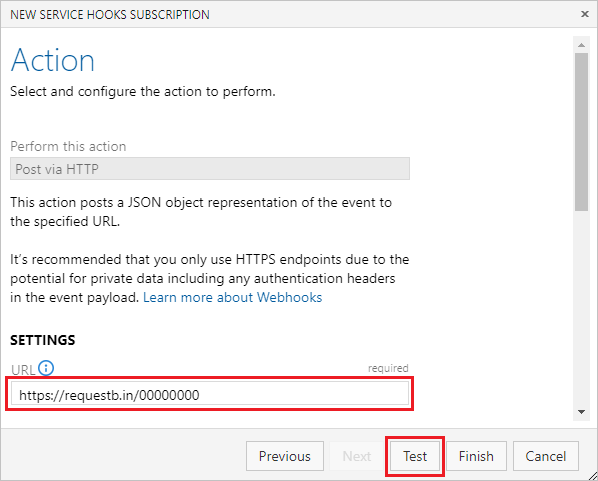 NEW SERVICE HOOKS SUBSCRIPTION
Action
Select and configure the action to perform.
Perform this action
Post via HTTP
This action posts a JSON object representation of the event to
the specified URL.
It's recommended that you only use HTTPS endpoints due to the
potential for private data including any authentication headers
in the event payload. Learn more about Webhooks
SETTINGS
URL required
https://requestb.in/00000000
Previous Next Test Finish Cancel